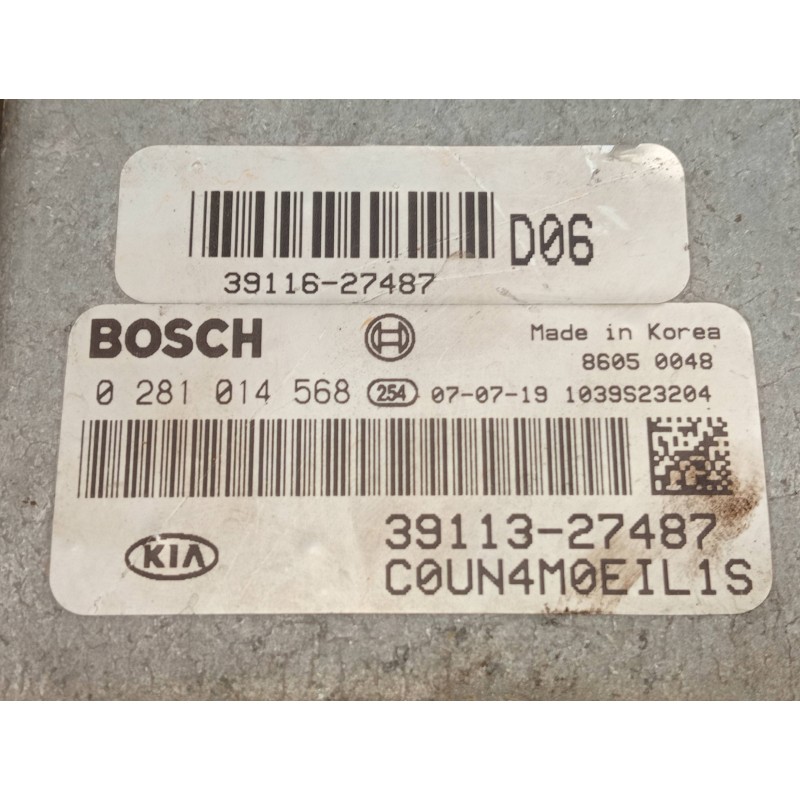 D06
39116-27487
BOSCH
Made in Korea
8605 0048
0 281 014 568 254 07-07-19 1039S23204
39113-27487
KIA
C0UN4M0EIL1S